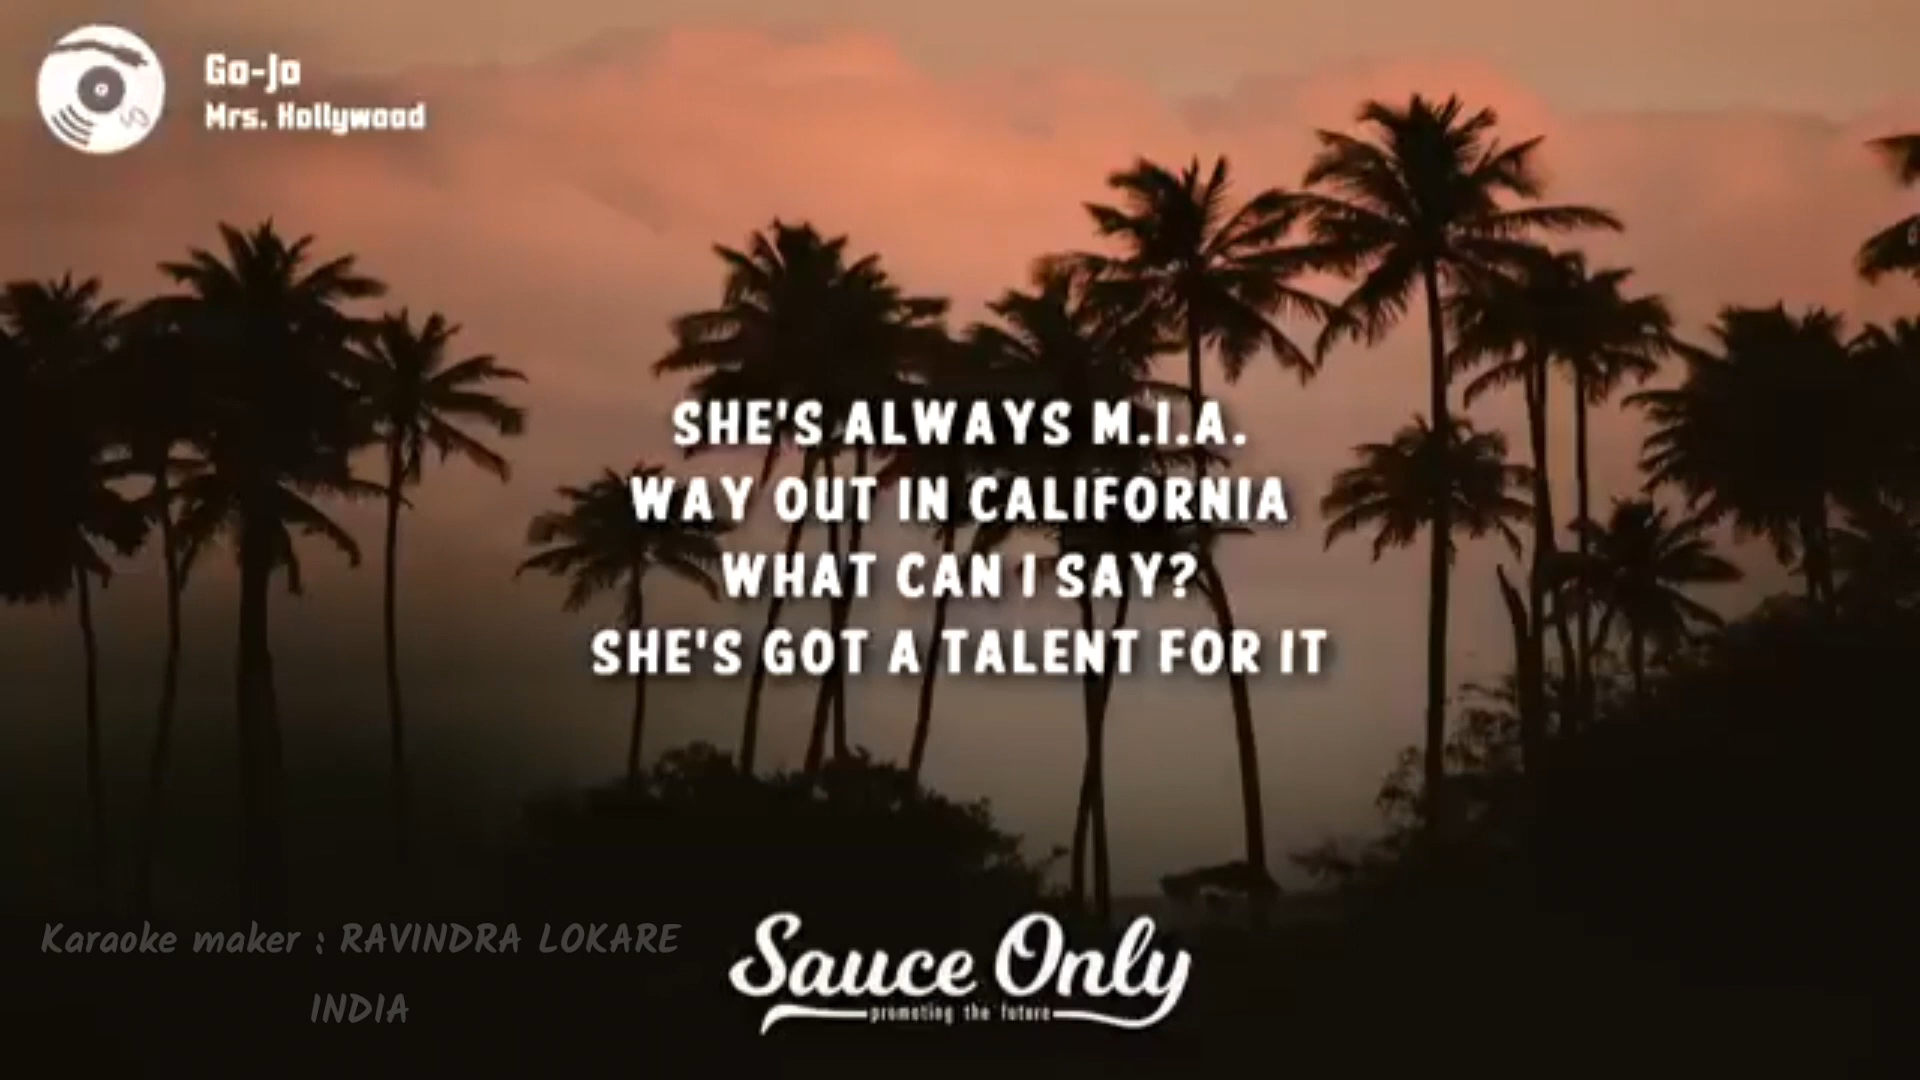 Go-Jo
Mrs. Hollywood
SHE'S ALWAYS M.I.A.
WAY OUT IN CALIFORNIA
WHAT CAN I SAY?
SHE'S GOT A TALENT FOR IT
Karaoke maker : RAVINDRA LOKARE
INDIA
Sauce Only
promoting the future